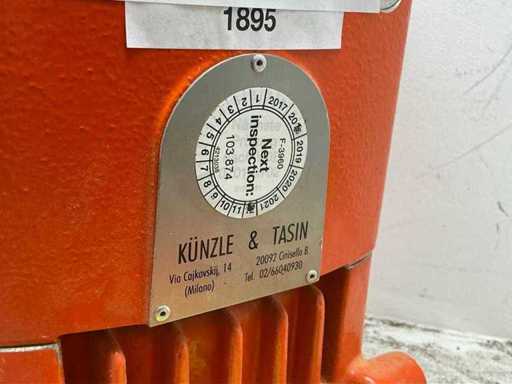 1895
Next
inspection:
103.874
F-3960
1 2 3 4 5 6 7 8 9 10 11
2017 2019 2020 2021
KÜNZLE & TASIN
Via Cajkovskij, 14 20092 Cinisello B.
(Milano) Tel. 02/66040930